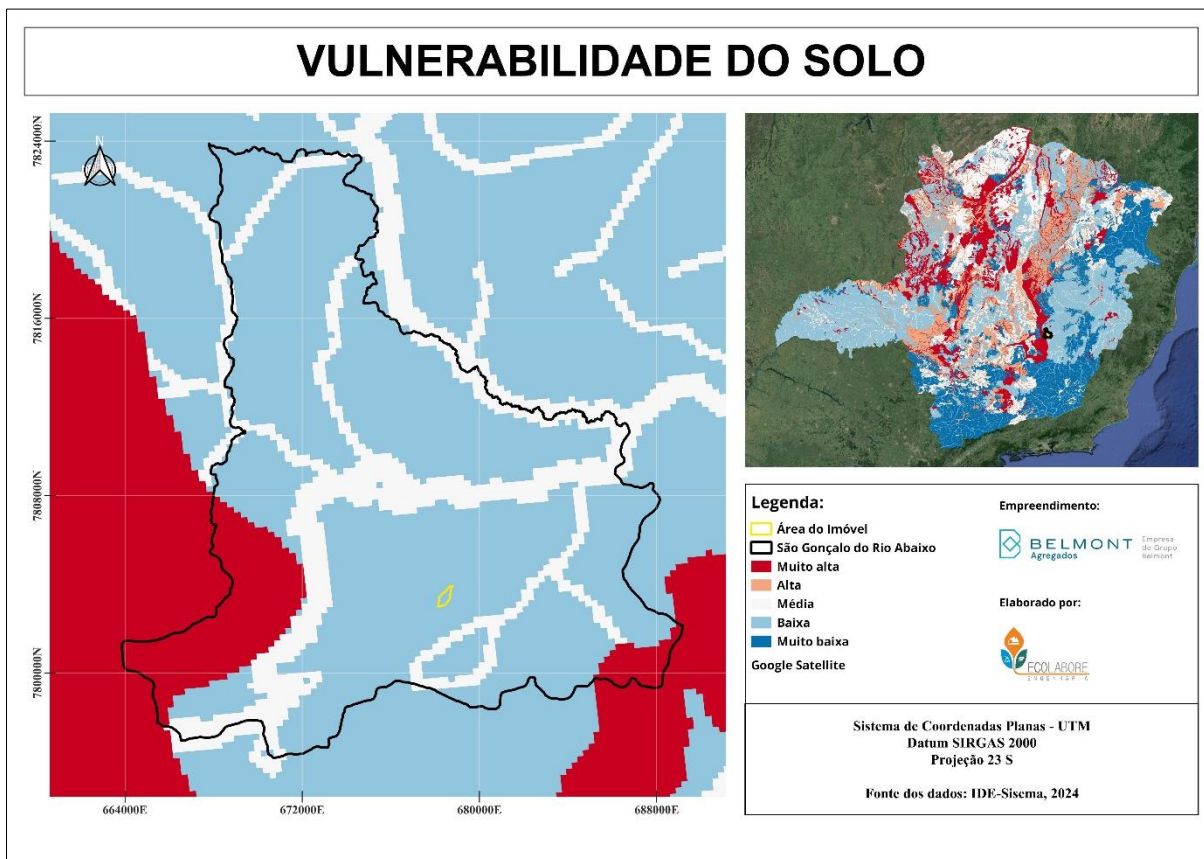 VULNERABILIDADE DO SOLO
N
7824000N
7816000N
7808000N
7800000N
664000E
672000E
680000E
688000E
Legenda:
Área do Imóvel
São Gonçalo do Rio Abaixo
Muito alta
Alta
Média
Baixa
Muito baixa
Google Satellite
Empreendimento:
BELMONT
Agregados
Empresa
do Grupo
Belmont
Elaborado por:
ECOLABORE
ENGENHARIA
Sistema de Coordenadas Planas - UTM
Datum SIRGAS 2000
Projeção 23 S
Fonte dos dados: IDE-Sisema, 2024